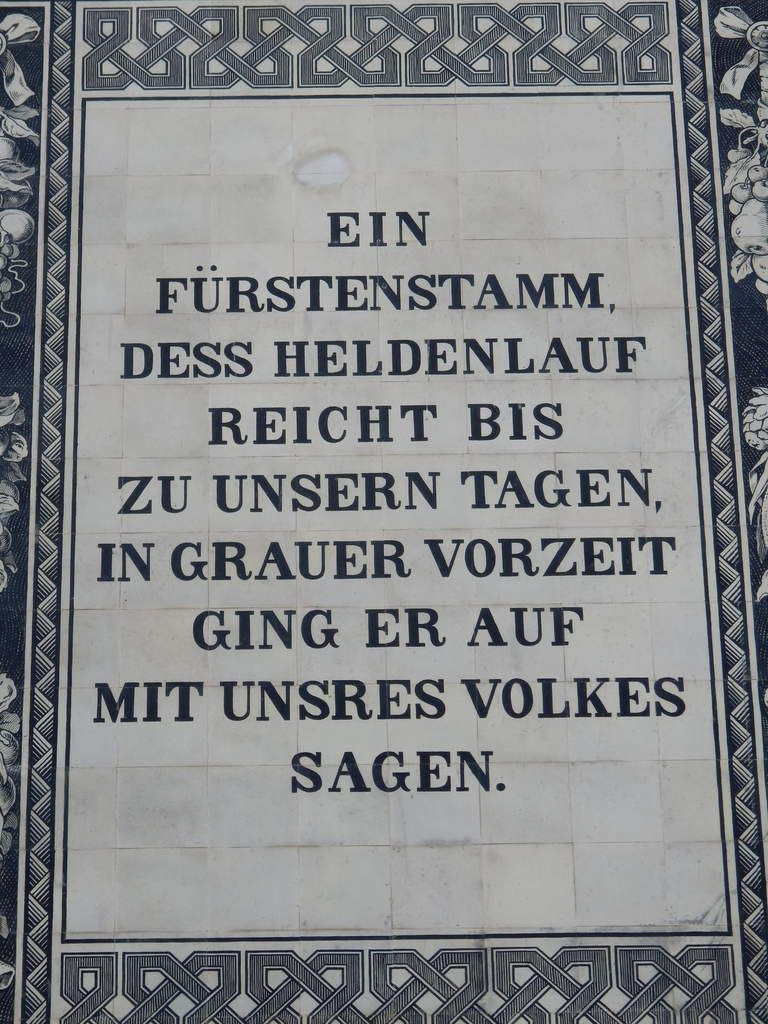 EIN
FÜRSTENSTAMM,
DESS HELDENLAUF
REICHT BIS
ZU UNSERN TAGEN,
IN GRAUER VORZEIT
GING ER AUF
MIT UNSRES VOLKES
SAGEN.